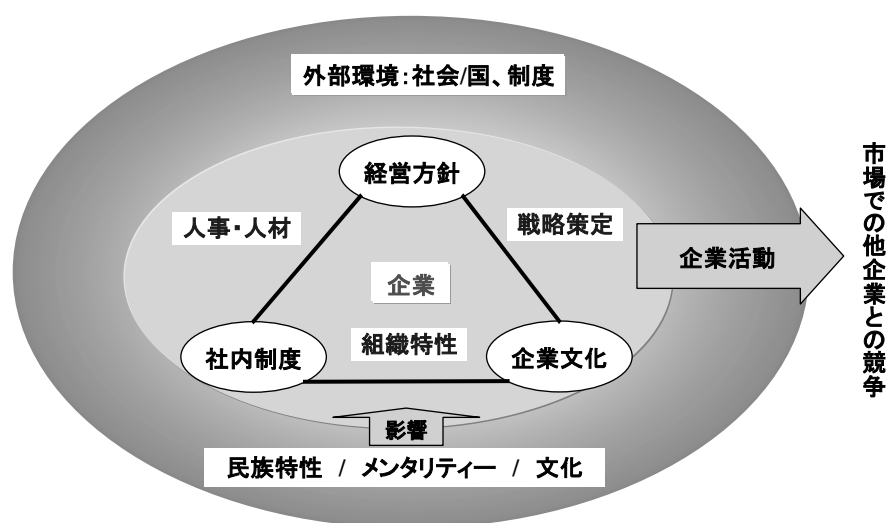 外部環境：社会/国、制度
経営方針
人事・人材
戦略策定
企業活動
企業
組織特性
社内制度
企業文化
影響
民族特性 / メンタリティー / 文化
市場での他企業との競争